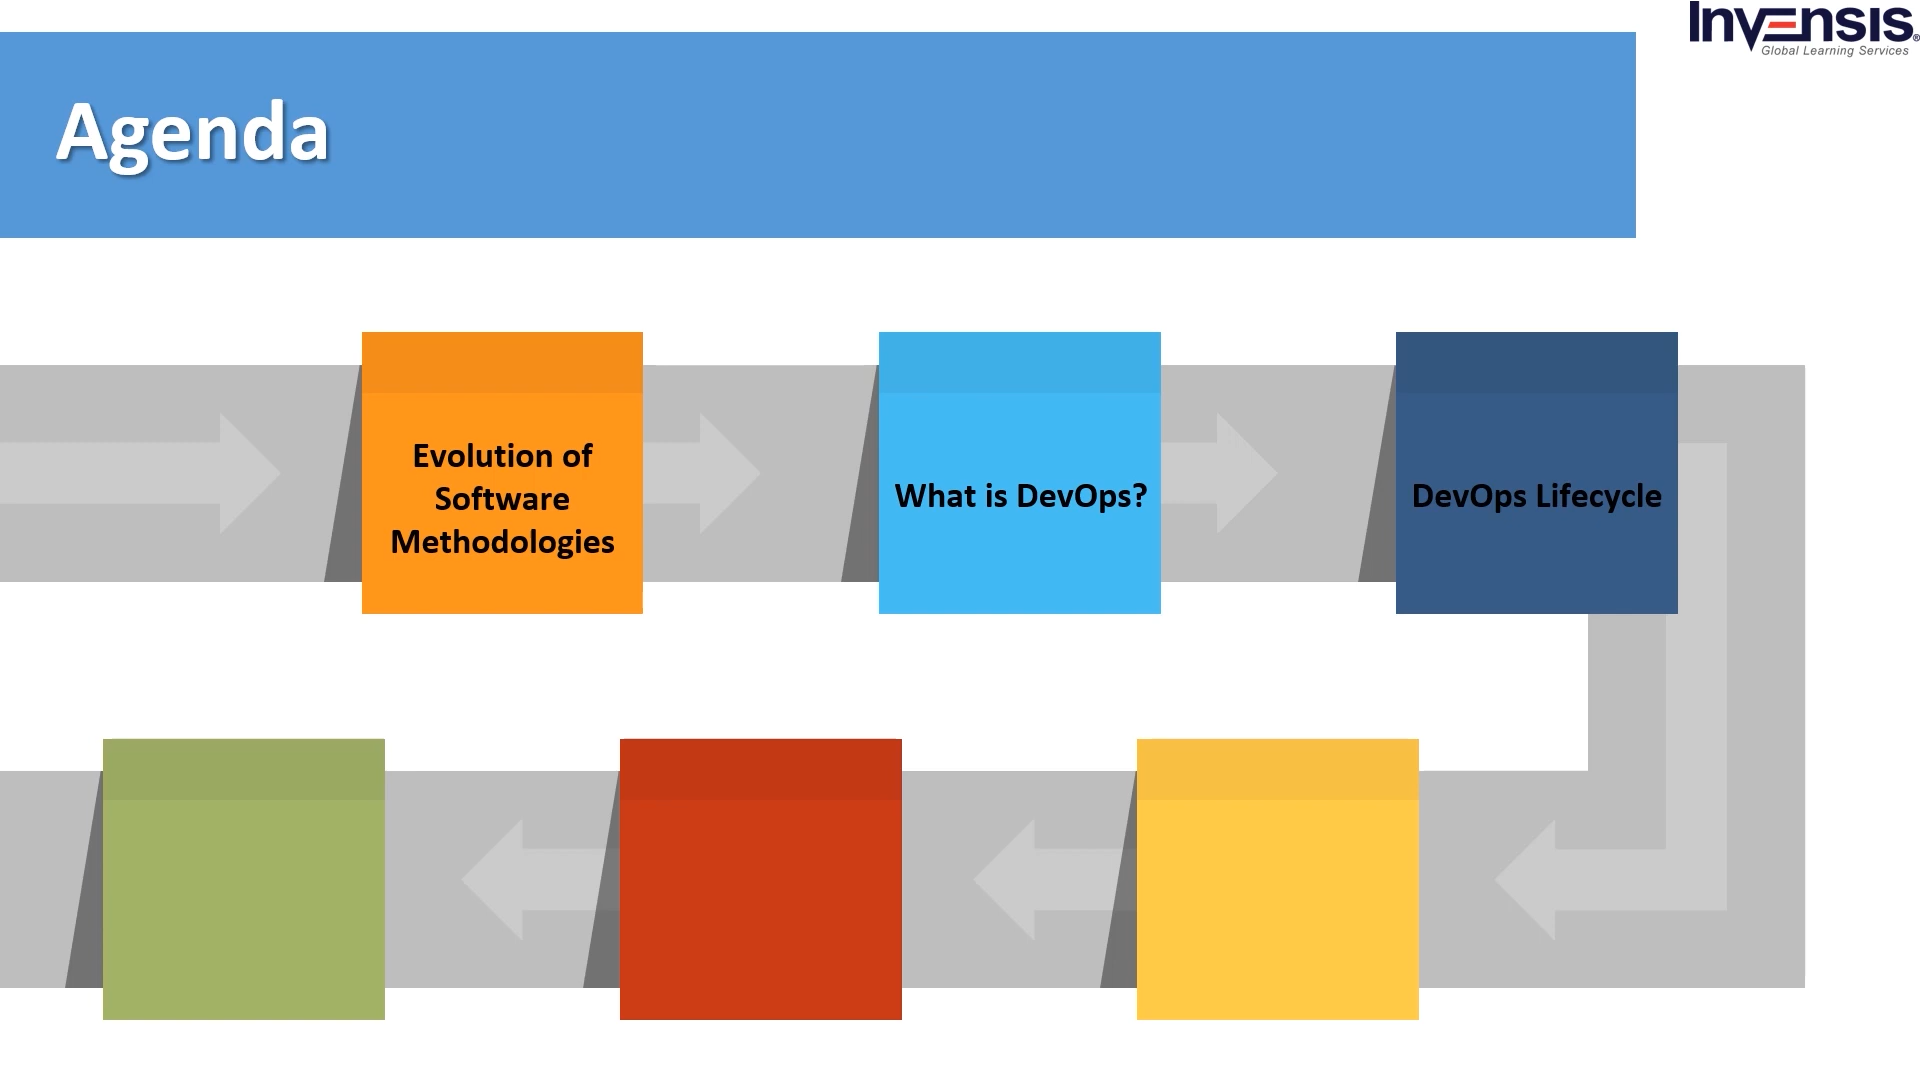 Invensis®
Global Learning Services
Agenda
Evolution of
Software
Methodologies
What is DevOps?
DevOps Lifecycle